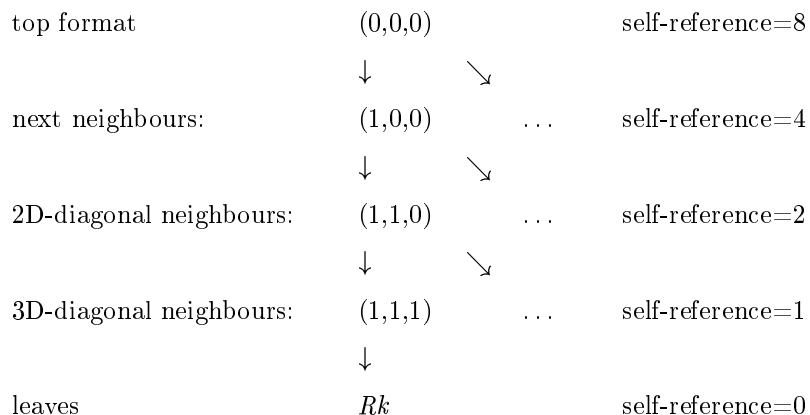 top format (0,0,0) self-reference=8
↓ ↘
next neighbours: (1,0,0) ... self-reference=4
↓ ↘
2D-diagonal neighbours: (1,1,0) ... self-reference=2
↓ ↘
3D-diagonal neighbours: (1,1,1) ... self-reference=1
↓
leaves Rk self-reference=0